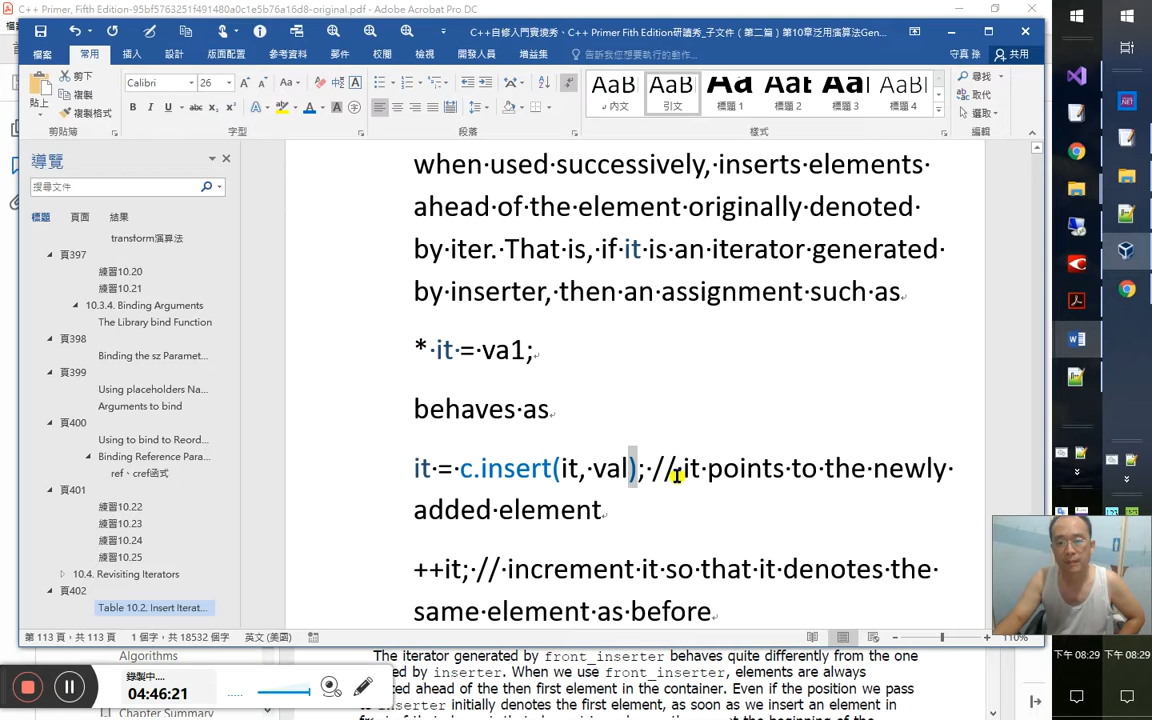 C++ Primer, Fifth Edition-95bf5763251f491480a0c1e5b76a16d8-original.pdf - Adobe Acrobat Pro DC
C++自修入門實境秀、C++ Primer Fifth Edition研讀秀_子文件（第二篇）第10章泛用演算法Gen...
檔案
常用
插入
設計
版面配置
參考資料
郵件
校閱
檢視
開發人員
增益集
告訴我您想要執行的動作...
守真 孫
共用
貼上
剪下
複製
複製格式
剪貼簿
Calibri
26
字型
段落
AaB
內文
AaB
引文
Aa
標題 1
Aat
標題 2
Aa
標題 3
AaB
標題 4
樣式
尋找
取代
選取
編輯
導覽
搜尋文件
標題
頁面
結果
transform演算法
頁397
練習10.20
練習10.21
10.3.4. Binding Arguments
The Library bind Function
頁398
Binding the sz Paramet...
頁399
Using placeholders Na...
Arguments to bind
頁400
Using to bind to Reord...
Binding Reference Para...
ref、cref函式
頁401
練習10.22
練習10.23
練習10.24
練習10.25
10.4. Revisiting Iterators
頁402
Table 10.2. Insert Iterat...
when used successively, inserts elements
ahead of the element originally denoted
by iter. That is, if it is an iterator generated
by inserter, then an assignment such as
* it = va1;
behaves as
it = c.insert(it, val); // it points to the newly
added element
++it; // increment it so that it denotes the
same element as before
第 113 頁，共 113 頁
1 個字，共 18532 個字
英文 (美國)
110%
Algorithms
Chapter Summary
The iterator generated by front_inserter behaves quite differently from the one
by inserter. When we use front_inserter, elements are always
ahead of the then first element in the container. Even if the position we pass
initially denotes the first element, as soon as we insert an element in
錄製中...
04:46:21
下午 08:29
下午 08:29